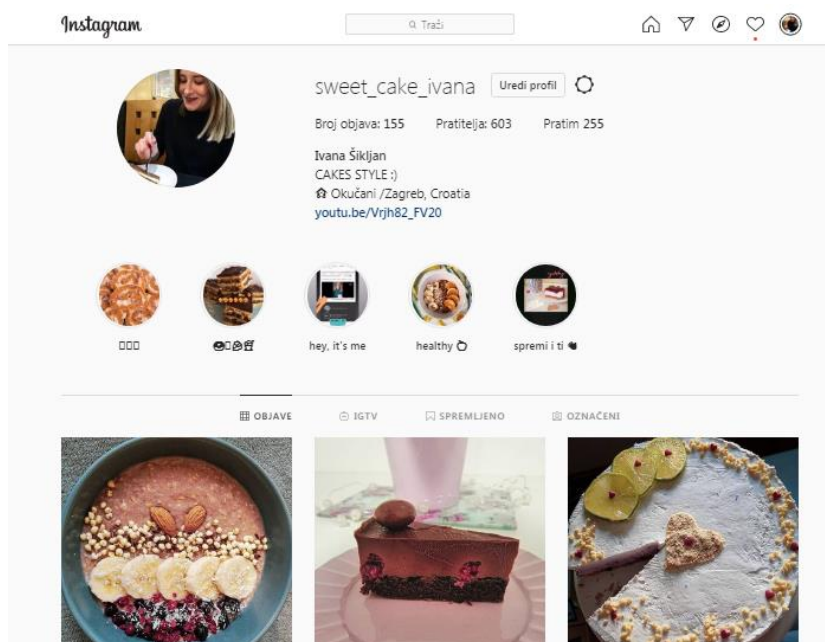 Instagram
Traži
sweet_cake_ivana Uredi profil
Broj objava: 155 Pratitelja: 603 Pratim 255
Ivana Šikljan
CAKES STYLE :)
Okučani /Zagreb, Croatia
youtu.be/Vrjh82_FV20
hey, it's me healthy spremi i ti
OBJAVE IGTV SPREMLJENO OZNAČENI